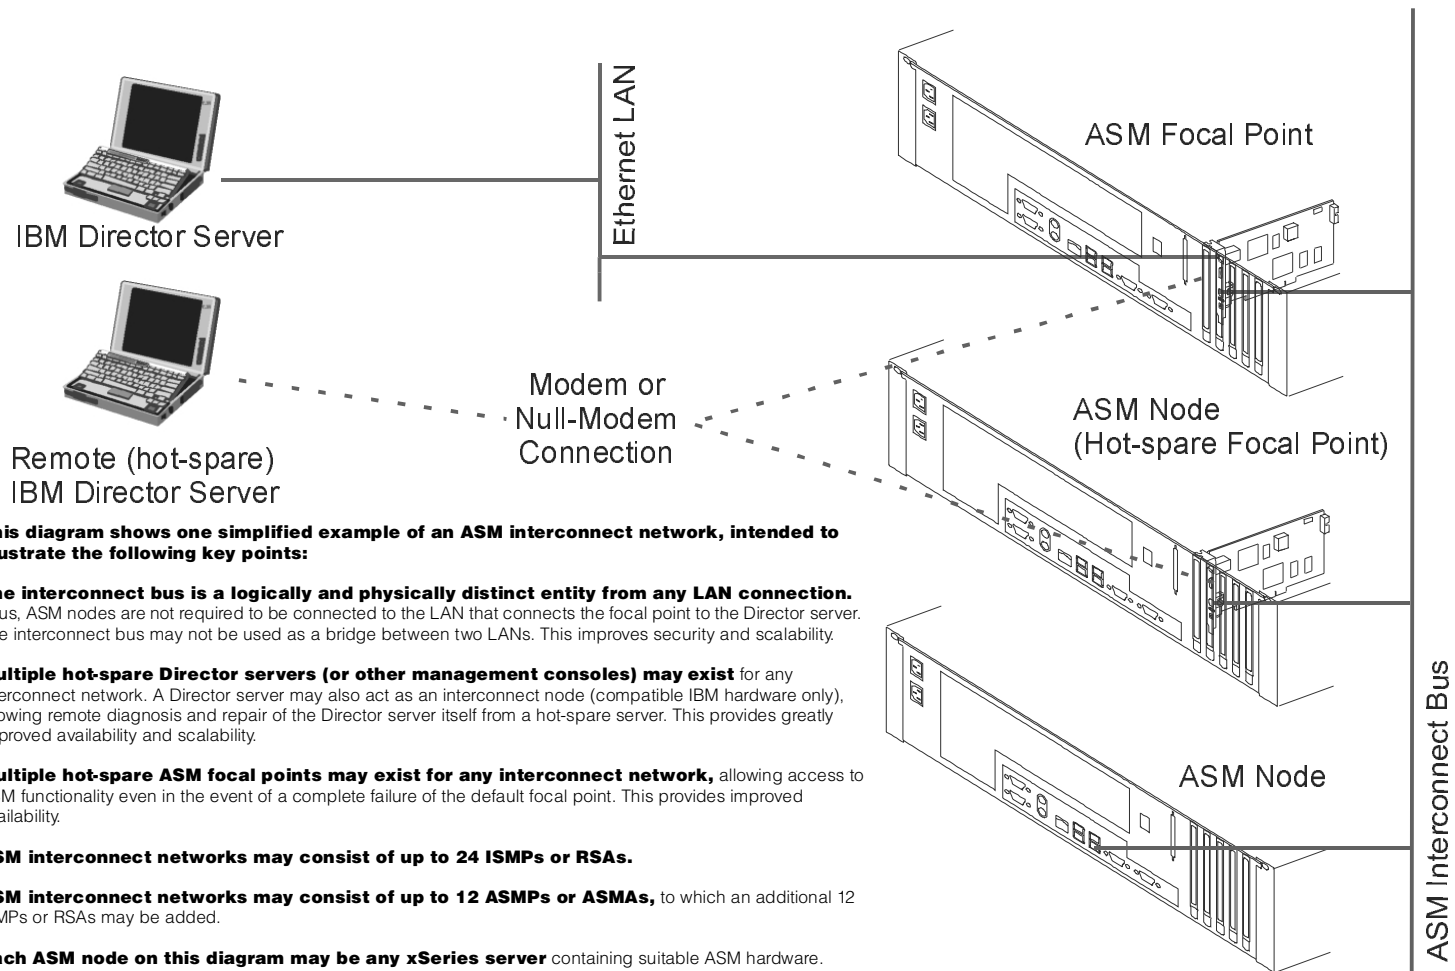 Ethernet LAN
ASM Focal Point
IBM Director Server
Modem or
Null-Modem
Connection
ASM Node
(Hot-spare Focal Point)
Remote (hot-spare)
IBM Director Server
his diagram shows one simplified example of an ASM interconnect network, intended to
ustrate the following key points:
he interconnect bus is a logically and physically distinct entity from any LAN connection.
us, ASM nodes are not required to be connected to the LAN that connects the focal point to the Director server.
e interconnect bus may not be used as a bridge between two LANs. This improves security and scalability.
ultiple hot-spare Director servers (or other management consoles) may exist for any
erconnect network. A Director server may also act as an interconnect node (compatible IBM hardware only),
owing remote diagnosis and repair of the Director server itself from a hot-spare server. This provides greatly
proved availability and scalability.
ultiple hot-spare ASM focal points may exist for any interconnect network, allowing access to
M functionality even in the event of a complete failure of the default focal point. This provides improved
ailability.
SM interconnect networks may consist of up to 24 ISMPs or RSAs.
SM interconnect networks may consist of up to 12 ASMPs or ASMAs, to which an additional 12
MPs or RSAs may be added.
ach ASM node on this diagram may be any xSeries server containing suitable ASM hardware.
ASM Node
ASM Interconnect Bus